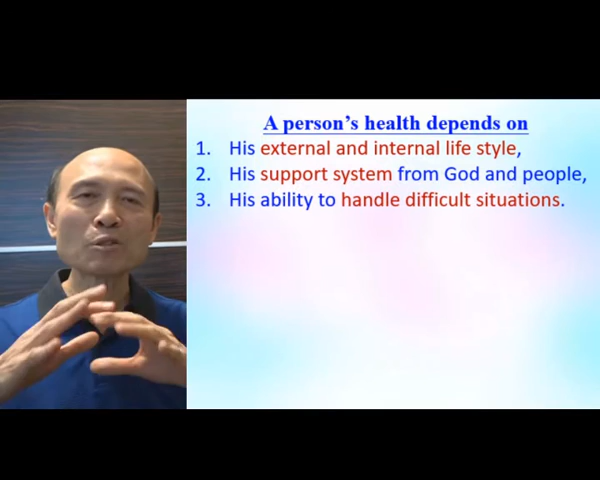 A person's health depends on
1. His external and internal life style,
2. His support system from God and people,
3. His ability to handle difficult situations.